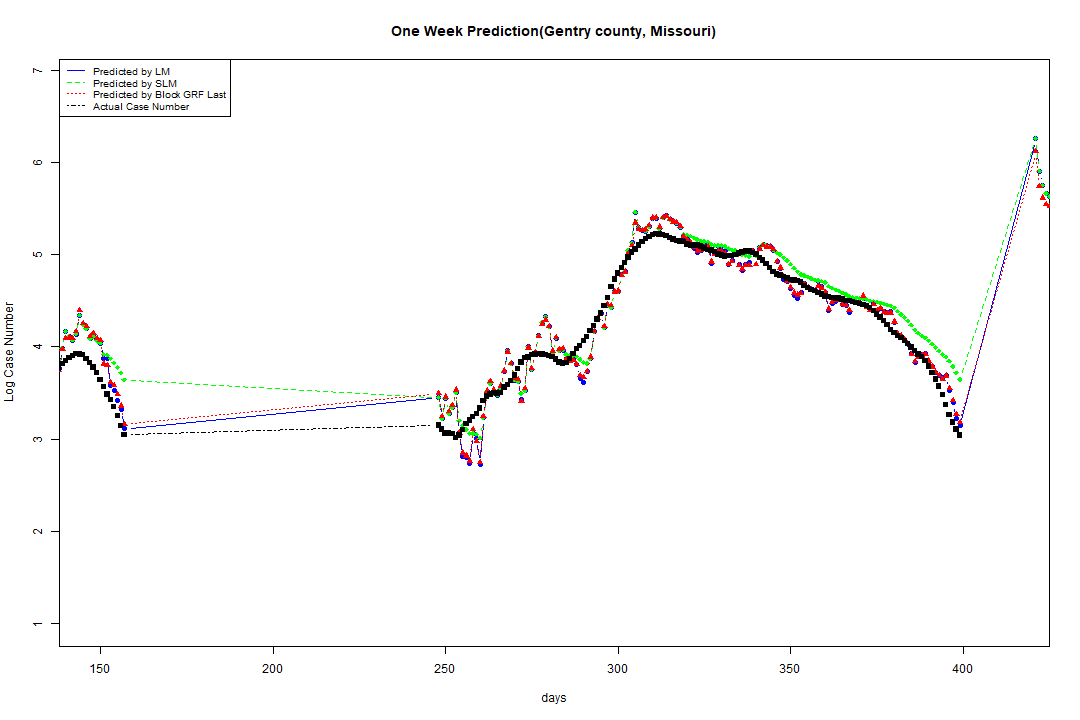 One Week Prediction(Gentry county, Missouri)
Predicted by LM
Predicted by SLM
Predicted by Block GRF Last
Actual Case Number
7
6
5
4
3
2
1
Log Case Number
150
200
250
300
350
400
days